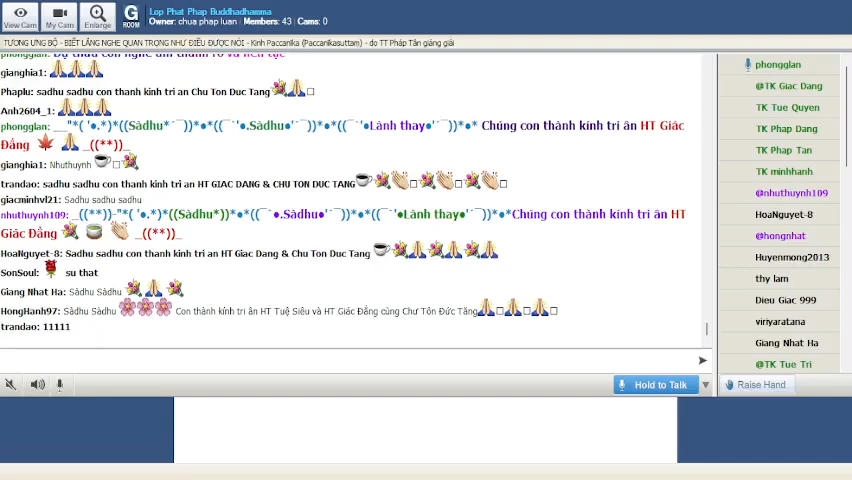 Lop Phat Phap Buddhadhamma
Owner: chua phap luan Members: 43 Cams: 0
View Cam
My Cam
Enlarge
G
ROOM
TƯƠNG ƯNG BỘ - BIẾT LẮNG NGHE QUAN TRỌNG NHƯ ĐIỀU ĐƯỢC NÓI - Kinh Paccanika (Paccanikasuttam) - do TT Pháp Tân giảng giải
gianghia1:
Phaplu: sadhu sadhu con thanh kinh tri an Chu Ton Duc Tang
Anh2604_1:
phongglan: __"*( '●.*)*((Sàdhu*´¯))*●*((¯`'●.Sàdhu●'´¯))*●*((¯`'●Lành thay●'´¯))*●* Chúng con thành kính tri ân HT Giác
Đẳng _((**))_
gianghia1: Nhuthuynh
trandao: sadhu sadhu con thanh kinh tri an HT GIAC DANG & CHU TON DUC TANG
giacminhvl21: Sadhu sadhu sadhu
nhuthuynh109: _((**))-"*( '●.*)*((Sàdhu*))*●*((¯`●.Sàdhu●'´¯))*●*((¯`'●Lành thay●'´¯))*●*Chúng con thành kính tri ân HT
Giác Đẳng _((**))_
HoaNguyet-8: Sadhu sadhu con thanh kinh tri an HT Giac Dang & Chu Ton Duc Tang
SonSoul: su that
Giang Nhat Ha: Sàdhu Sàdhu
HongHanh97: Sàdhu Sàdhu Con thành kính tri ân HT Tuệ Siêu và HT Giác Đẳng cùng Chư Tôn Đức Tăng
trandao: 11111
Hold to Talk
phongglan
@TK Giac Dang
TK Tue Quyen
TK Phap Dang
TK Phap Tan
TK minhhanh
@nhuthuynh109
HoaNguyet-8
@hongnhat
Huyenmong2013
thy lam
Dieu Giac 999
viriyaratana
Giang Nhat Ha
@TK Tue Tri
Raise Hand